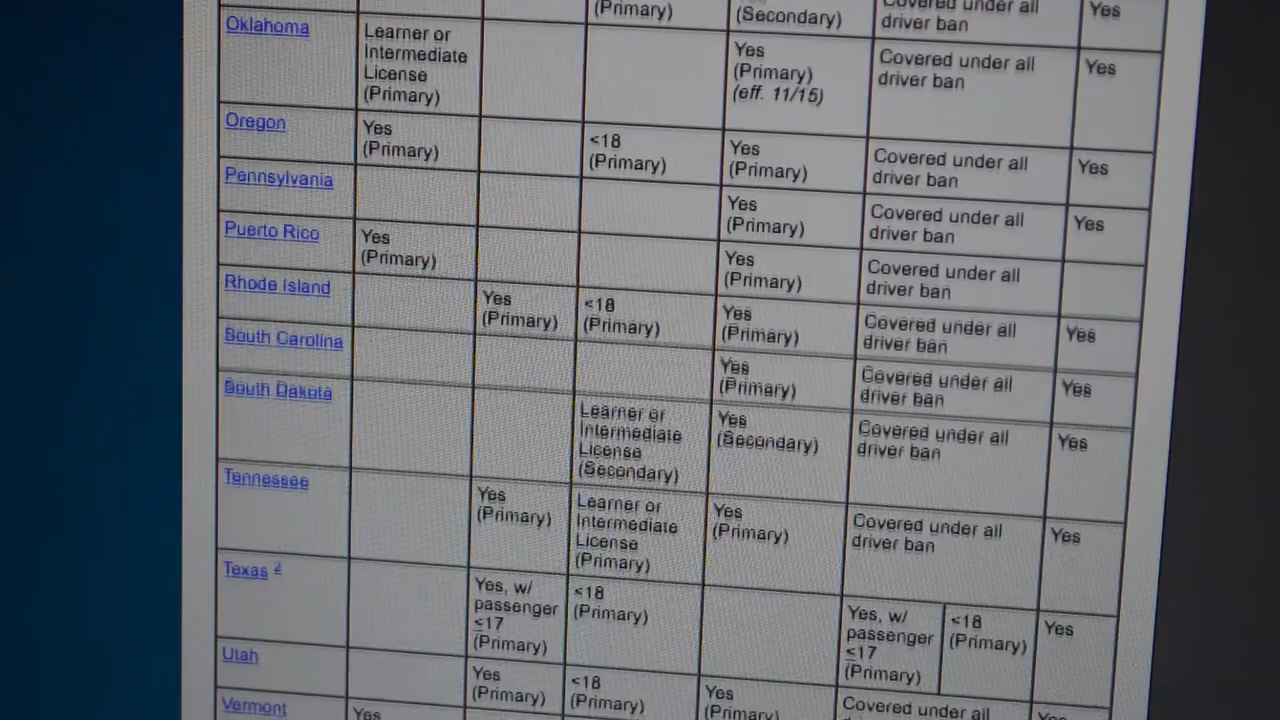 (Primary)
(Secondary)
Covered under all
driver ban
Yes
Oklahoma
Learner or
Intermediate
License
(Primary)
Yes
(Primary)
(eff. 11/15)
Covered under all
driver ban
Yes
Oregon
Yes
(Primary)
<18
(Primary)
Yes
(Primary)
Covered under all
driver ban
Yes
Pennsylvania
Yes
(Primary)
Covered under all
driver ban
Yes
Puerto Rico
Yes
(Primary)
Yes
(Primary)
Covered under all
driver ban
Rhode Island
Yes
(Primary)
<18
(Primary)
Yes
(Primary)
Covered under all
driver ban
Yes
South Carolina
Yes
(Primary)
Covered under all
driver ban
Yes
South Dakota
Learner or
Intermediate
License
(Secondary)
Yes
(Secondary)
Covered under all
driver ban
Yes
Tennessee
Yes
(Primary)
Learner or
Intermediate
License
(Primary)
Yes
(Primary)
Covered under all
driver ban
Yes
Texas
Yes, w/
passenger
≤17
(Primary)
<18
(Primary)
Yes, w/
passenger
≤17
(Primary)
<18
(Primary)
Yes
Utah
Yes
(Primary)
<18
(Primary)
Yes
(Primary)
Covered under all
Yes
Vermont
Yes